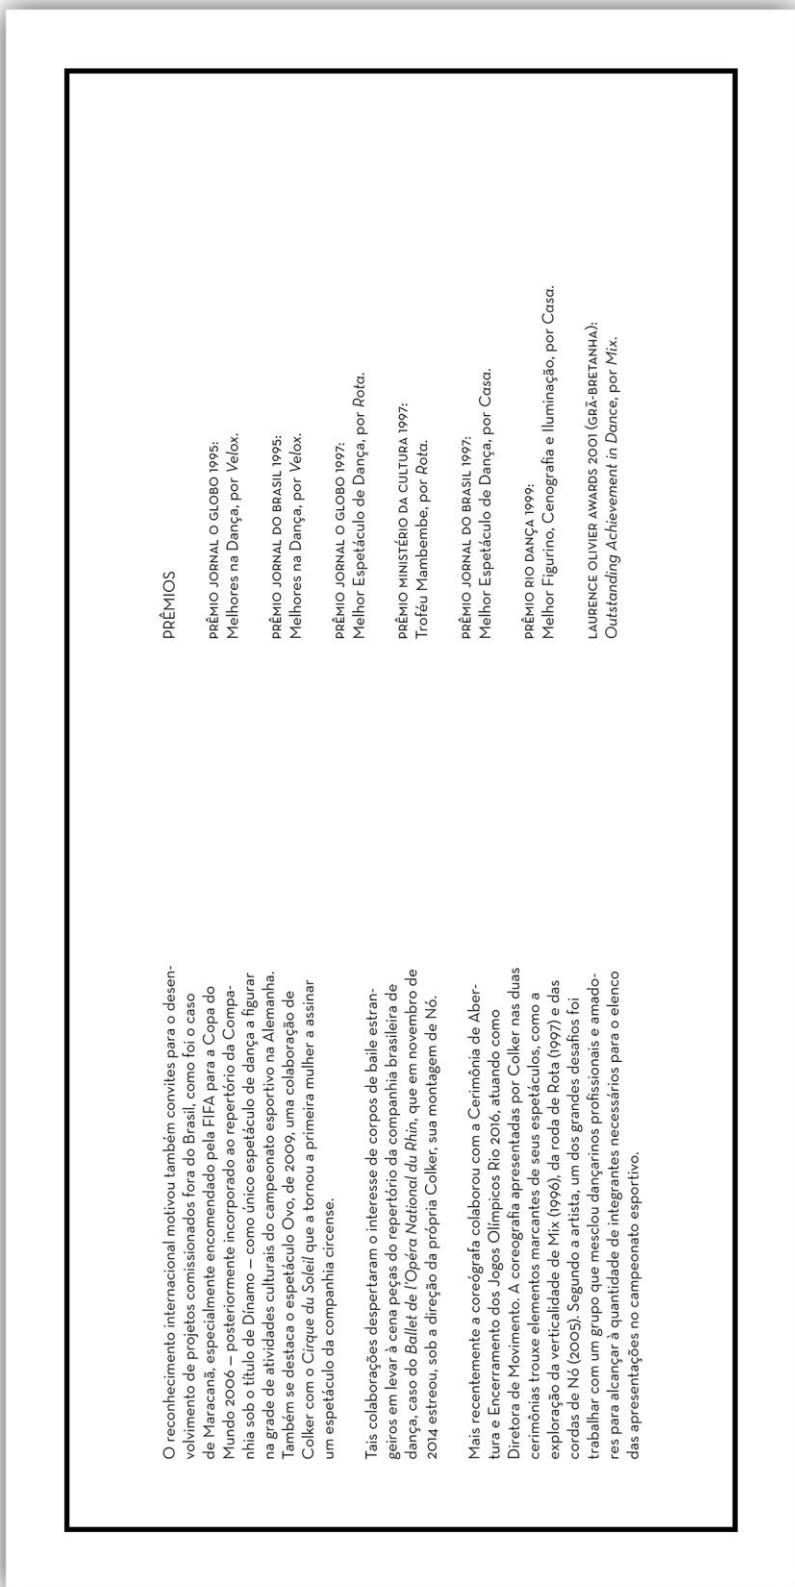 O reconhecimento internacional motivou também convites para o desen-
volvimento de projetos comissionados fora do Brasil, como foi o caso
de Maracanã, especialmente encomendado pela FIFA para a Copa do
Mundo 2006 – posteriormente incorporado ao repertório da Compa-
nhia sob o título de Dínamo – como único espetáculo de dança a figurar
na grade de atividades culturais do campeonato esportivo na Alemanha.
Também se destaca o espetáculo Ovo, de 2009, uma colaboração de
Colker com o Cirque du Soleil que a tornou a primeira mulher a assinar
um espetáculo da companhia circense.
Tais colaborações despertaram o interesse de corpos de baile estran-
geiros em levar à cena peças do repertório da companhia brasileira de
dança, caso do Ballet de l'Opéra National du Rhin, que em novembro de
2014 estreou, sob a direção da própria Colker, sua montagem de Nó.
Mais recentemente a coreógrafa colaborou com a Cerimônia de Aber-
tura e Encerramento dos Jogos Olímpicos Rio 2016, atuando como
Diretora de Movimento. A coreografia apresentadas por Colker nas duas
cerimônias trouxe elementos marcantes de seus espetáculos, como a
exploração da verticalidade de Mix (1996), da roda de Rota (1997) e das
cordas de Nó (2005). Segundo a artista, um dos grandes desafios foi
trabalhar com um grupo que mesclou dançarinos profissionais e amado-
res para alcançar à quantidade de integrantes necessários para o elenco
das apresentações no campeonato esportivo.
PRÊMIOS
PRÊMIO JORNAL O GLOBO 1995:
Melhores na Dança, por Velox.
PRÊMIO JORNAL DO BRASIL 1995:
Melhores na Dança, por Velox.
PRÊMIO JORNAL O GLOBO 1997:
Melhor Espetáculo de Dança, por Rota.
PRÊMIO MINISTÉRIO DA CULTURA 1997:
Troféu Mambembe, por Rota.
PRÊMIO JORNAL DO BRASIL 1997:
Melhor Espetáculo de Dança, por Casa.
PRÊMIO RIO DANÇA 1999:
Melhor Figurino, Cenografia e Iluminação, por Casa.
LAURENCE OLIVIER AWARDS 2001 (GRÃ-BRETANHA):
Outstanding Achievement in Dance, por Mix.